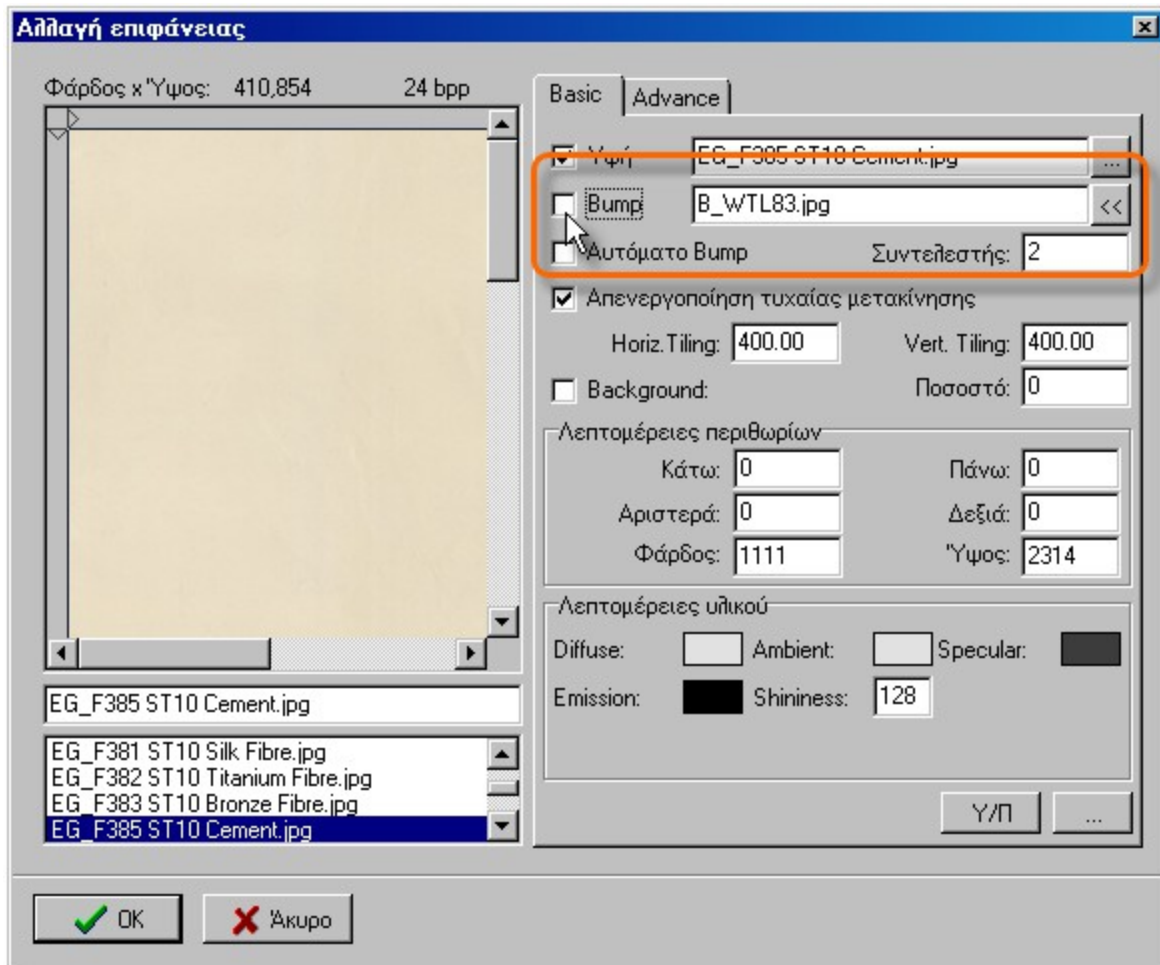 Αλλαγή επιφάνειας
Φάρδος x Ύψος: 410,854 24 bpp
Basic Advance
Υφή EG_F385 ST10 Cement.jpg ...
Bump B_WTL83.jpg <<
Αυτόματο Bump Συντελεστής: 2
Απενεργοποίηση τυχαίας μετακίνησης
Horiz.Tiling: 400.00 Vert. Tiling: 400.00
Background: Ποσοστό: 0
Λεπτομέρειες περιθωρίων
Κάτω: 0 Πάνω: 0
Αριστερά: 0 Δεξιά: 0
Φάρδος: 1111 Ύψος: 2314
Λεπτομέρειες υλικού
Diffuse: Ambient: Specular:
Emission: Shininess: 128
EG_F385 ST10 Cement.jpg
EG_F381 ST10 Silk Fibre.jpg
EG_F382 ST10 Titanium Fibre.jpg
EG_F383 ST10 Bronze Fibre.jpg
EG_F385 ST10 Cement.jpg
Υ/Π ...
OK Άκυρο